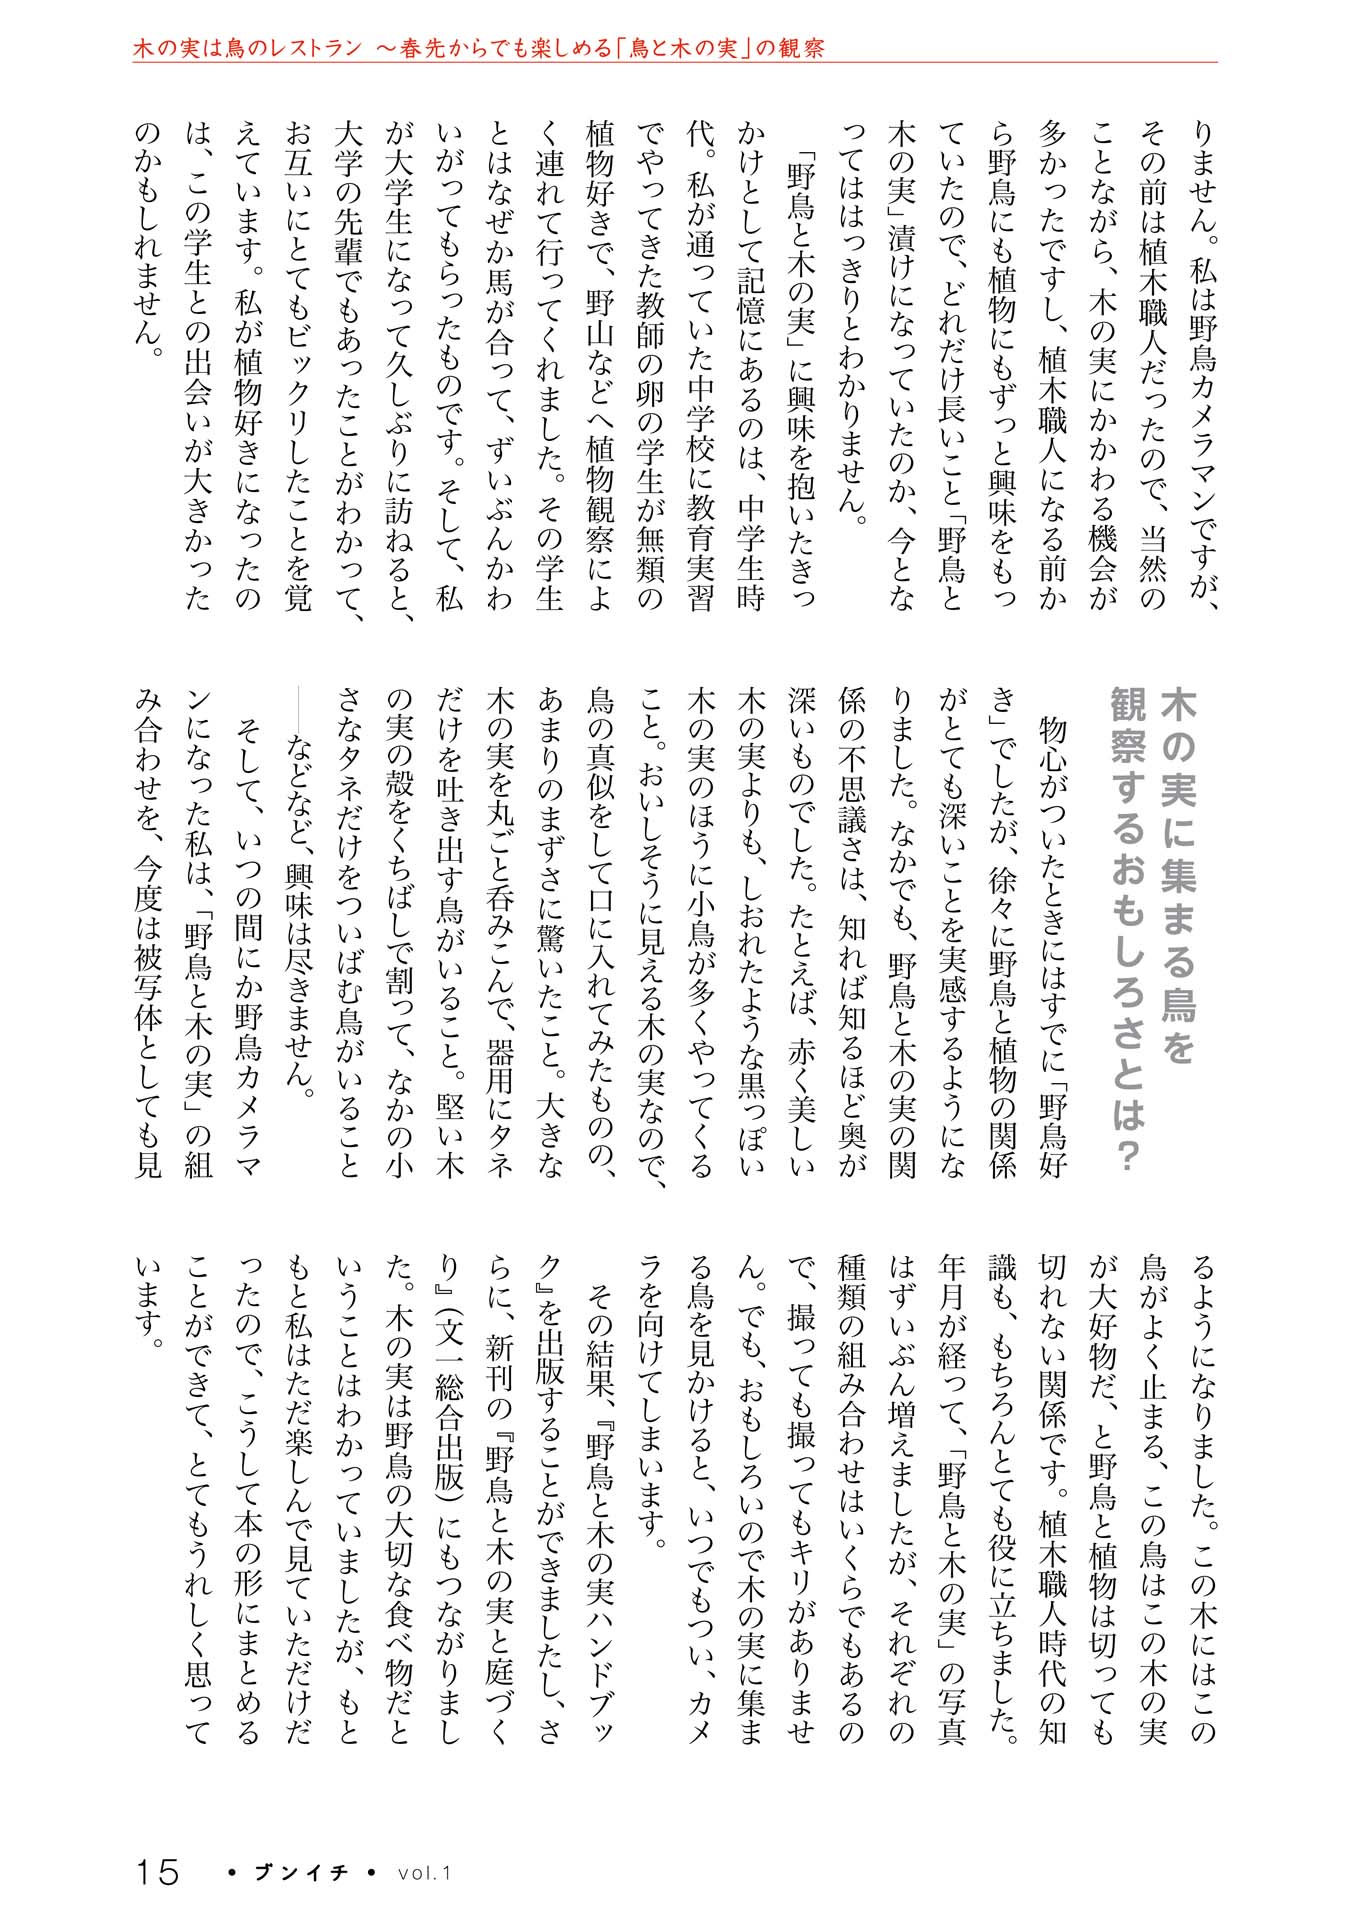 木の実は鳥のレストラン ～春先からでも楽しめる「鳥と木の実」の観察
りません。私は野鳥カメラマンですが、
その前は植木職人だったので、当然の
ことながら、木の実にかかわる機会が
多かったですし、植木職人になる前か
ら野鳥にも植物にもずっと興味をもっ
ていたので、どれだけ長いこと「野鳥と
木の実」漬けになっていたのか、今とな
ってははっきりとわかりません。
「野鳥と木の実」に興味を抱いたきっ
かけとして記憶にあるのは、中学生時
代。私が通っていた中学校に教育実習
でやってきた教師の卵の学生が無類の
植物好きで、野山などへ植物観察によ
く連れて行ってくれました。その学生
とはなぜか馬が合って、ずいぶんかわ
いがってもらったものです。そして、私
が大学生になって久しぶりに訪ねると、
大学の先輩でもあったことがわかって、
お互いにとてもビックリしたことを覚
えています。私が植物好きになったの
は、この学生との出会いが大きかった
のかもしれません。
木の実に集まる鳥を
観察するおもしろさとは？
物心がついたときにはすでに「野鳥好
き」でしたが、徐々に野鳥と植物の関係
がとても深いことを実感するようにな
りました。なかでも、野鳥と木の実の関
係の不思議さは、知れば知るほど奥が
深いものでした。たとえば、赤く美しい
木の実よりも、しおれたような黒っぽい
木の実のほうに小鳥が多くやってくる
こと。おいしそうに見える木の実なので、
鳥の真似をして口に入れてみたものの、
あまりのまずさに驚いたこと。大きな
木の実を丸ごと呑みこんで、器用にタネ
だけを吐き出す鳥がいること。堅い木
の実の殻をくちばしで割って、なかの小
さなタネだけをついばむ鳥がいること
――などなど、興味は尽きません。
そして、いつの間にか野鳥カメラマ
ンになった私は、「野鳥と木の実」の組
み合わせを、今度は被写体としても見
るようになりました。この木にはこの
鳥がよく止まる、この鳥はこの木の実
が大好物だ、と野鳥と植物は切っても
切れない関係です。植木職人時代の知
識も、もちろんとても役に立ちました。
年月が経って、「野鳥と木の実」の写真
はずいぶん増えましたが、それぞれの
種類の組み合わせはいくらでもあるの
で、撮っても撮ってもキリがありませ
ん。でも、おもしろいので木の実に集ま
る鳥を見かけると、いつでもつい、カメ
ラを向けてしまいます。
その結果、『野鳥と木の実ハンドブッ
ク』を出版することができましたし、さ
らに、新刊の『野鳥と木の実と庭づく
り』（文一総合出版）にもつながりまし
た。木の実は野鳥の大切な食べ物だと
いうことはわかっていましたが、もと
もと私はただ楽しんで見ていただけだ
ったので、こうして本の形にまとめる
ことができて、とてもうれしく思って
います。
15 • ブンイチ • vol.1